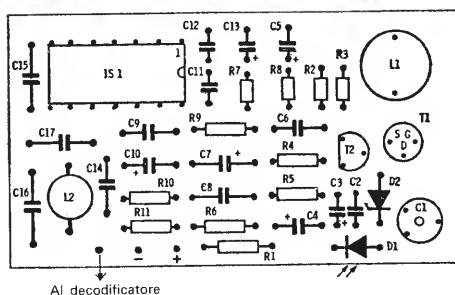 C12 C13 C5
C15 1 L1
IS 1 C11 R7 R8 R2 R3
+ +
C17 C9 R9 C6 T1
S G
D
T2
C10 C7 + R4
C14 +
C16 L2 R10 C8 R5 C3 C2 D2
R11 R6 + C4 + C1
- + R1 D1
Al decodificatore